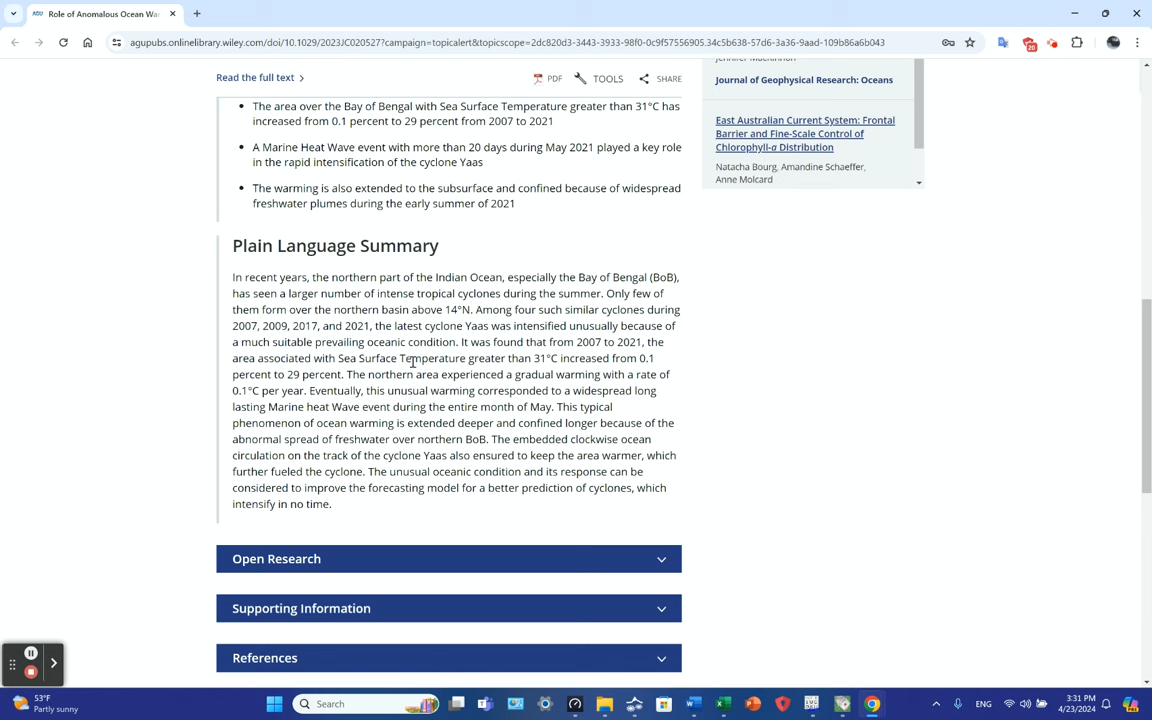 Role of Anomalous Ocean War
agupubs.onlinelibrary.wiley.com/doi/10.1029/2023JC020527?campaign=topicalert&topicscope=2dc820d3-3443-3933-98f0-0c9f57556905.34c5b638-57d6-3a36-9aad-109b86a6b043
20
Read the full text
PDF
TOOLS
SHARE
The area over the Bay of Bengal with Sea Surface Temperature greater than 31°C has
increased from 0.1 percent to 29 percent from 2007 to 2021
A Marine Heat Wave event with more than 20 days during May 2021 played a key role
in the rapid intensification of the cyclone Yaas
The warming is also extended to the subsurface and confined because of widespread
freshwater plumes during the early summer of 2021
Plain Language Summary
In recent years, the northern part of the Indian Ocean, especially the Bay of Bengal (BoB),
has seen a larger number of intense tropical cyclones during the summer. Only few of
them form over the northern basin above 14°N. Among four such similar cyclones during
2007, 2009, 2017, and 2021, the latest cyclone Yaas was intensified unusually because of
a much suitable prevailing oceanic condition. It was found that from 2007 to 2021, the
area associated with Sea Surface Temperature greater than 31°C increased from 0.1
percent to 29 percent. The northern area experienced a gradual warming with a rate of
0.1°C per year. Eventually, this unusual warming corresponded to a widespread long
lasting Marine heat Wave event during the entire month of May. This typical
phenomenon of ocean warming is extended deeper and confined longer because of the
abnormal spread of freshwater over northern BoB. The embedded clockwise ocean
circulation on the track of the cyclone Yaas also ensured to keep the area warmer, which
further fueled the cyclone. The unusual oceanic condition and its response can be
considered to improve the forecasting model for a better prediction of cyclones, which
intensify in no time.
Open Research
Supporting Information
References
Jennifer MacKinnon
Journal of Geophysical Research: Oceans
East Australian Current System: Frontal
Barrier and Fine-Scale Control of
Chlorophyll-a Distribution
Natacha Bourg, Amandine Schaeffer,
Anne Molcard
53°F
Partly sunny
Search
ENG
3:31 PM
4/23/2024